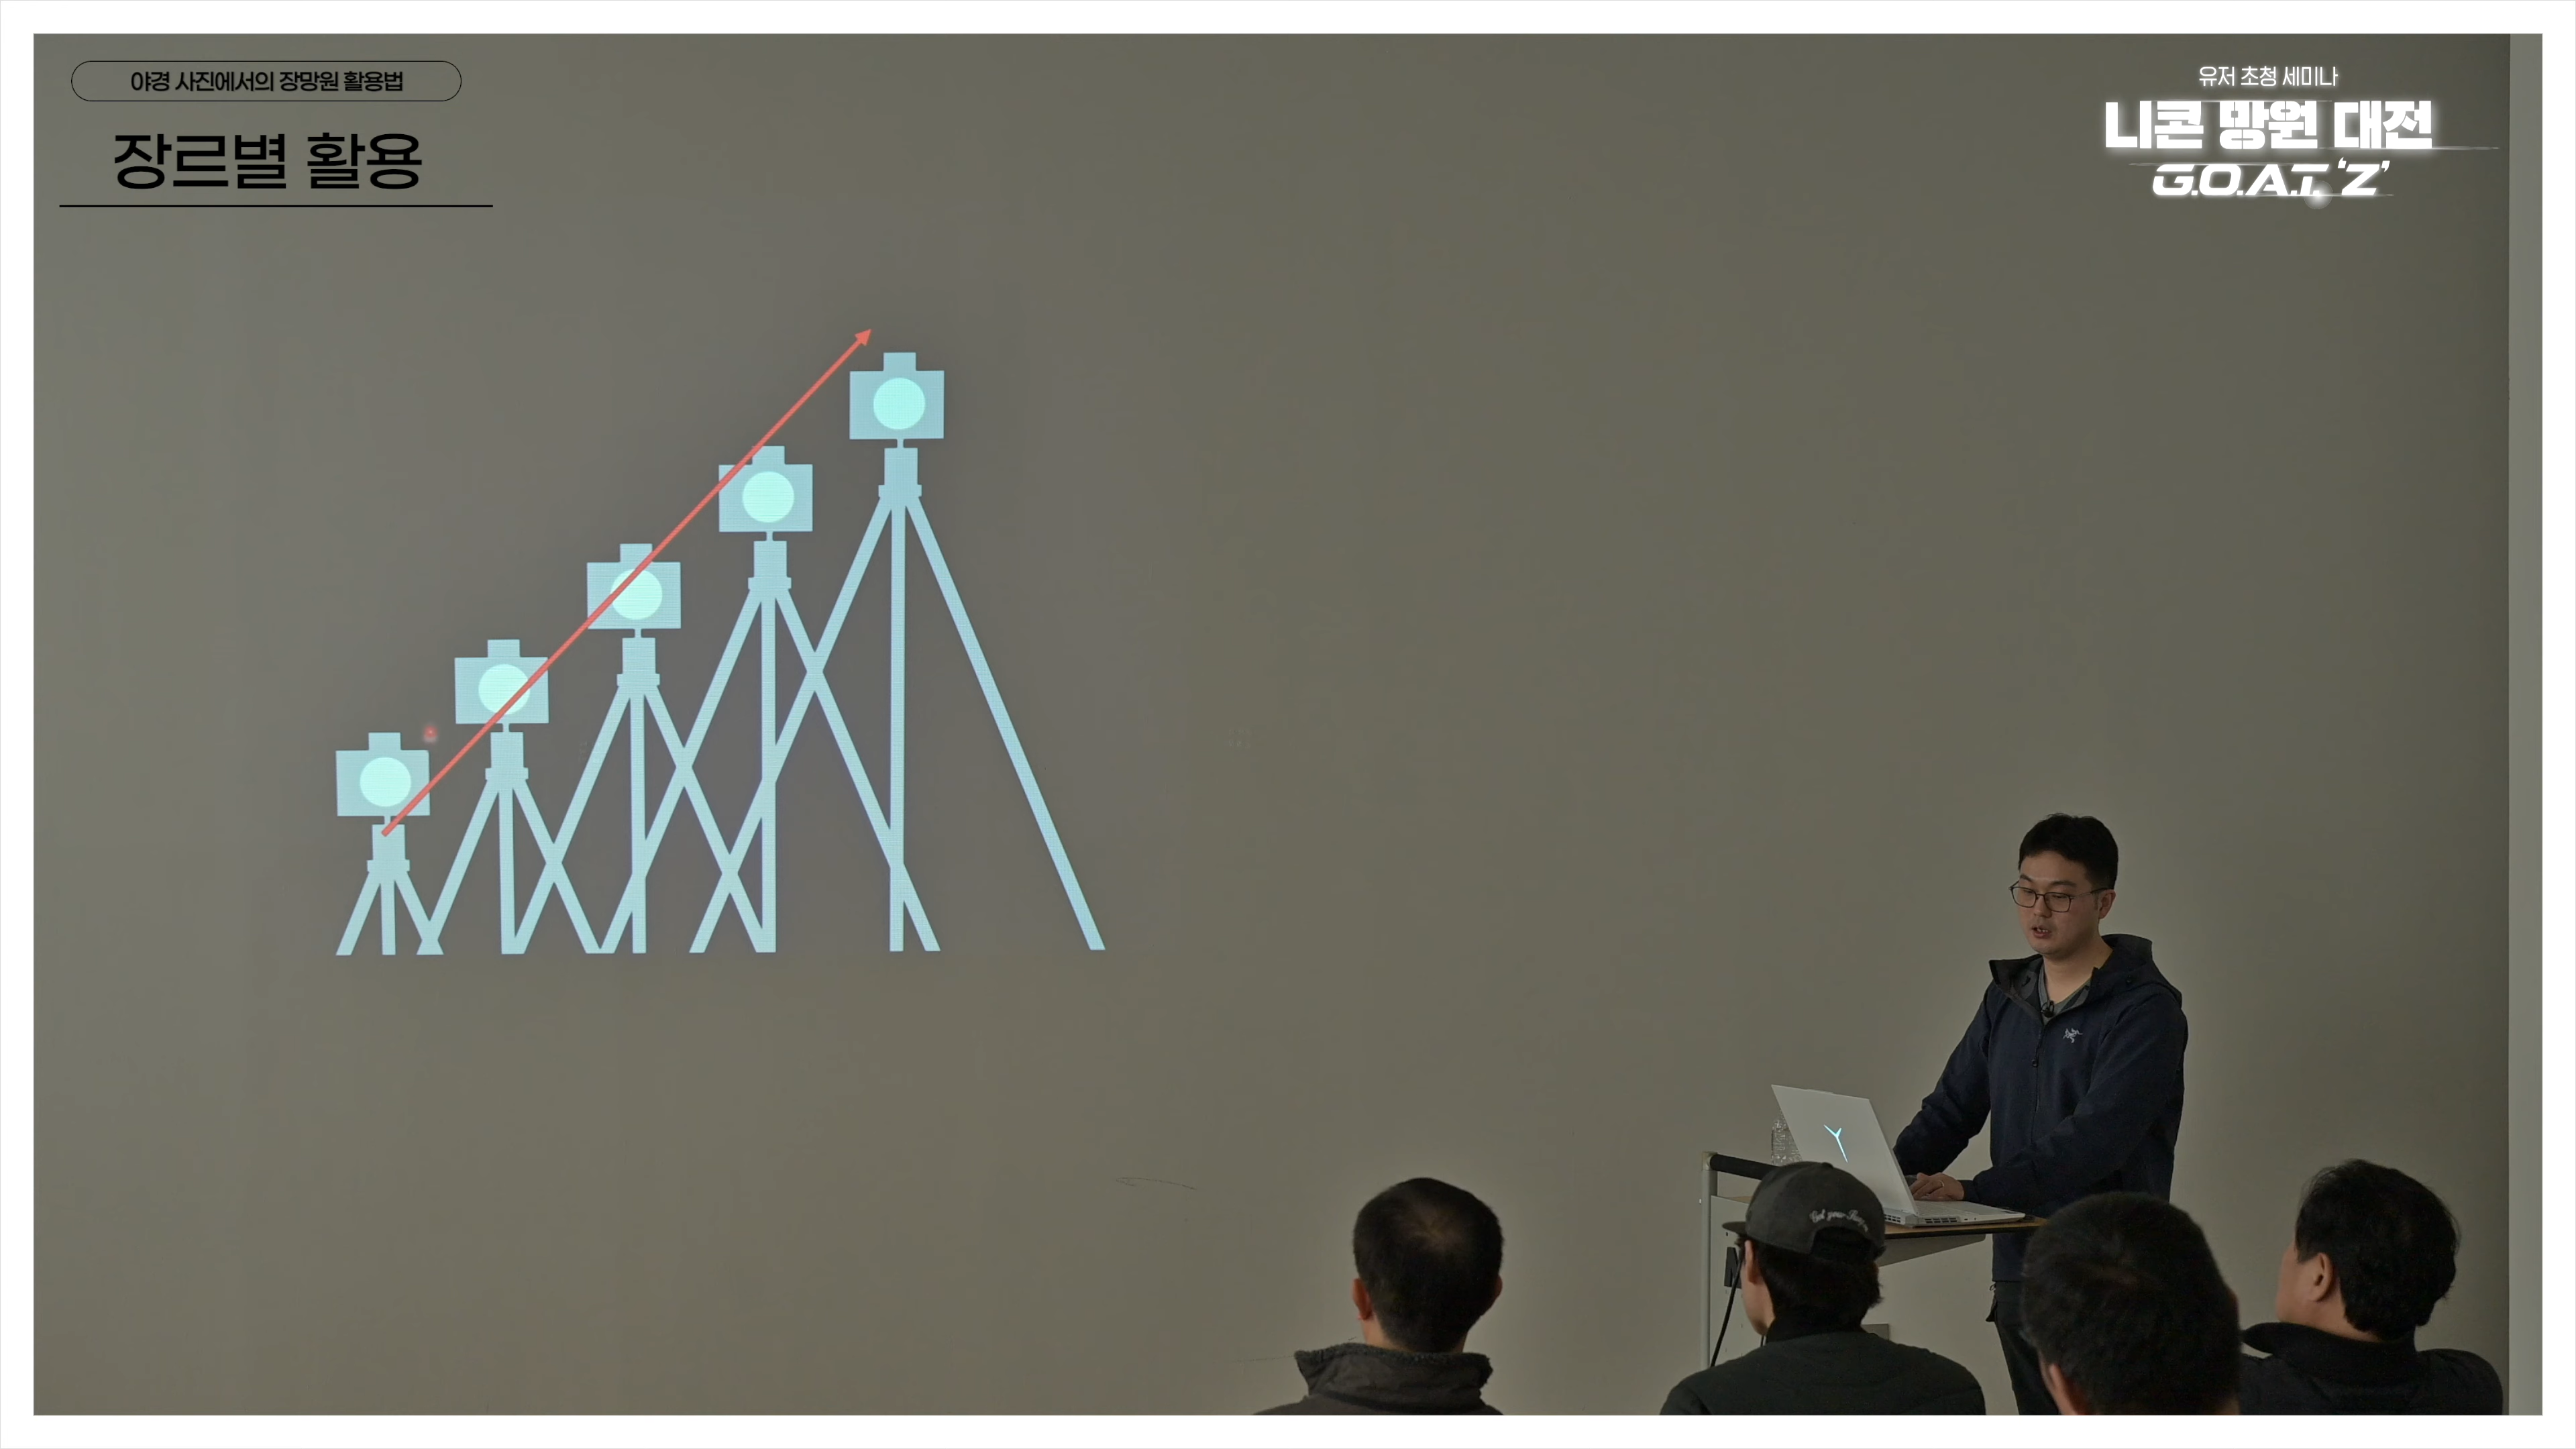 야경 사진에서의 장망원 활용법
장르별 활용
유저 초청 세미나
니콘 망원 대전
G.O.A.T. 'Z'